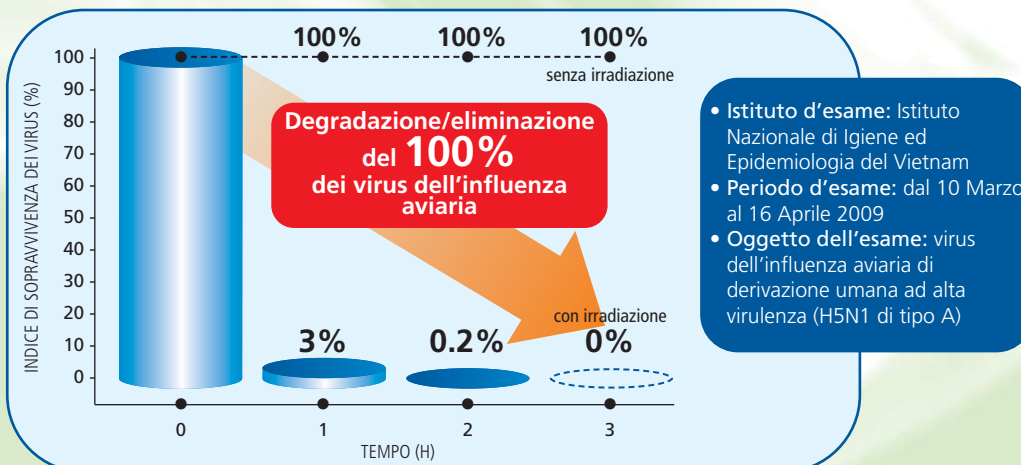 100% 100% 100%
senza irradiazione
INDICE DI SOPRAVVIVENZA DEI VIRUS (%)
100
90
80
70
60
50
40
30
20
10
0
Degradazione/eliminazione
del 100%
dei virus dell’influenza
aviaria
con irradiazione
3% 0.2% 0%
0 1 2 3
TEMPO (H)
• Istituto d’esame: Istituto
Nazionale di Igiene ed
Epidemiologia del Vietnam
• Periodo d’esame: dal 10 Marzo
al 16 Aprile 2009
• Oggetto dell’esame: virus
dell’influenza aviaria di
derivazione umana ad alta
virulenza (H5N1 di tipo A)